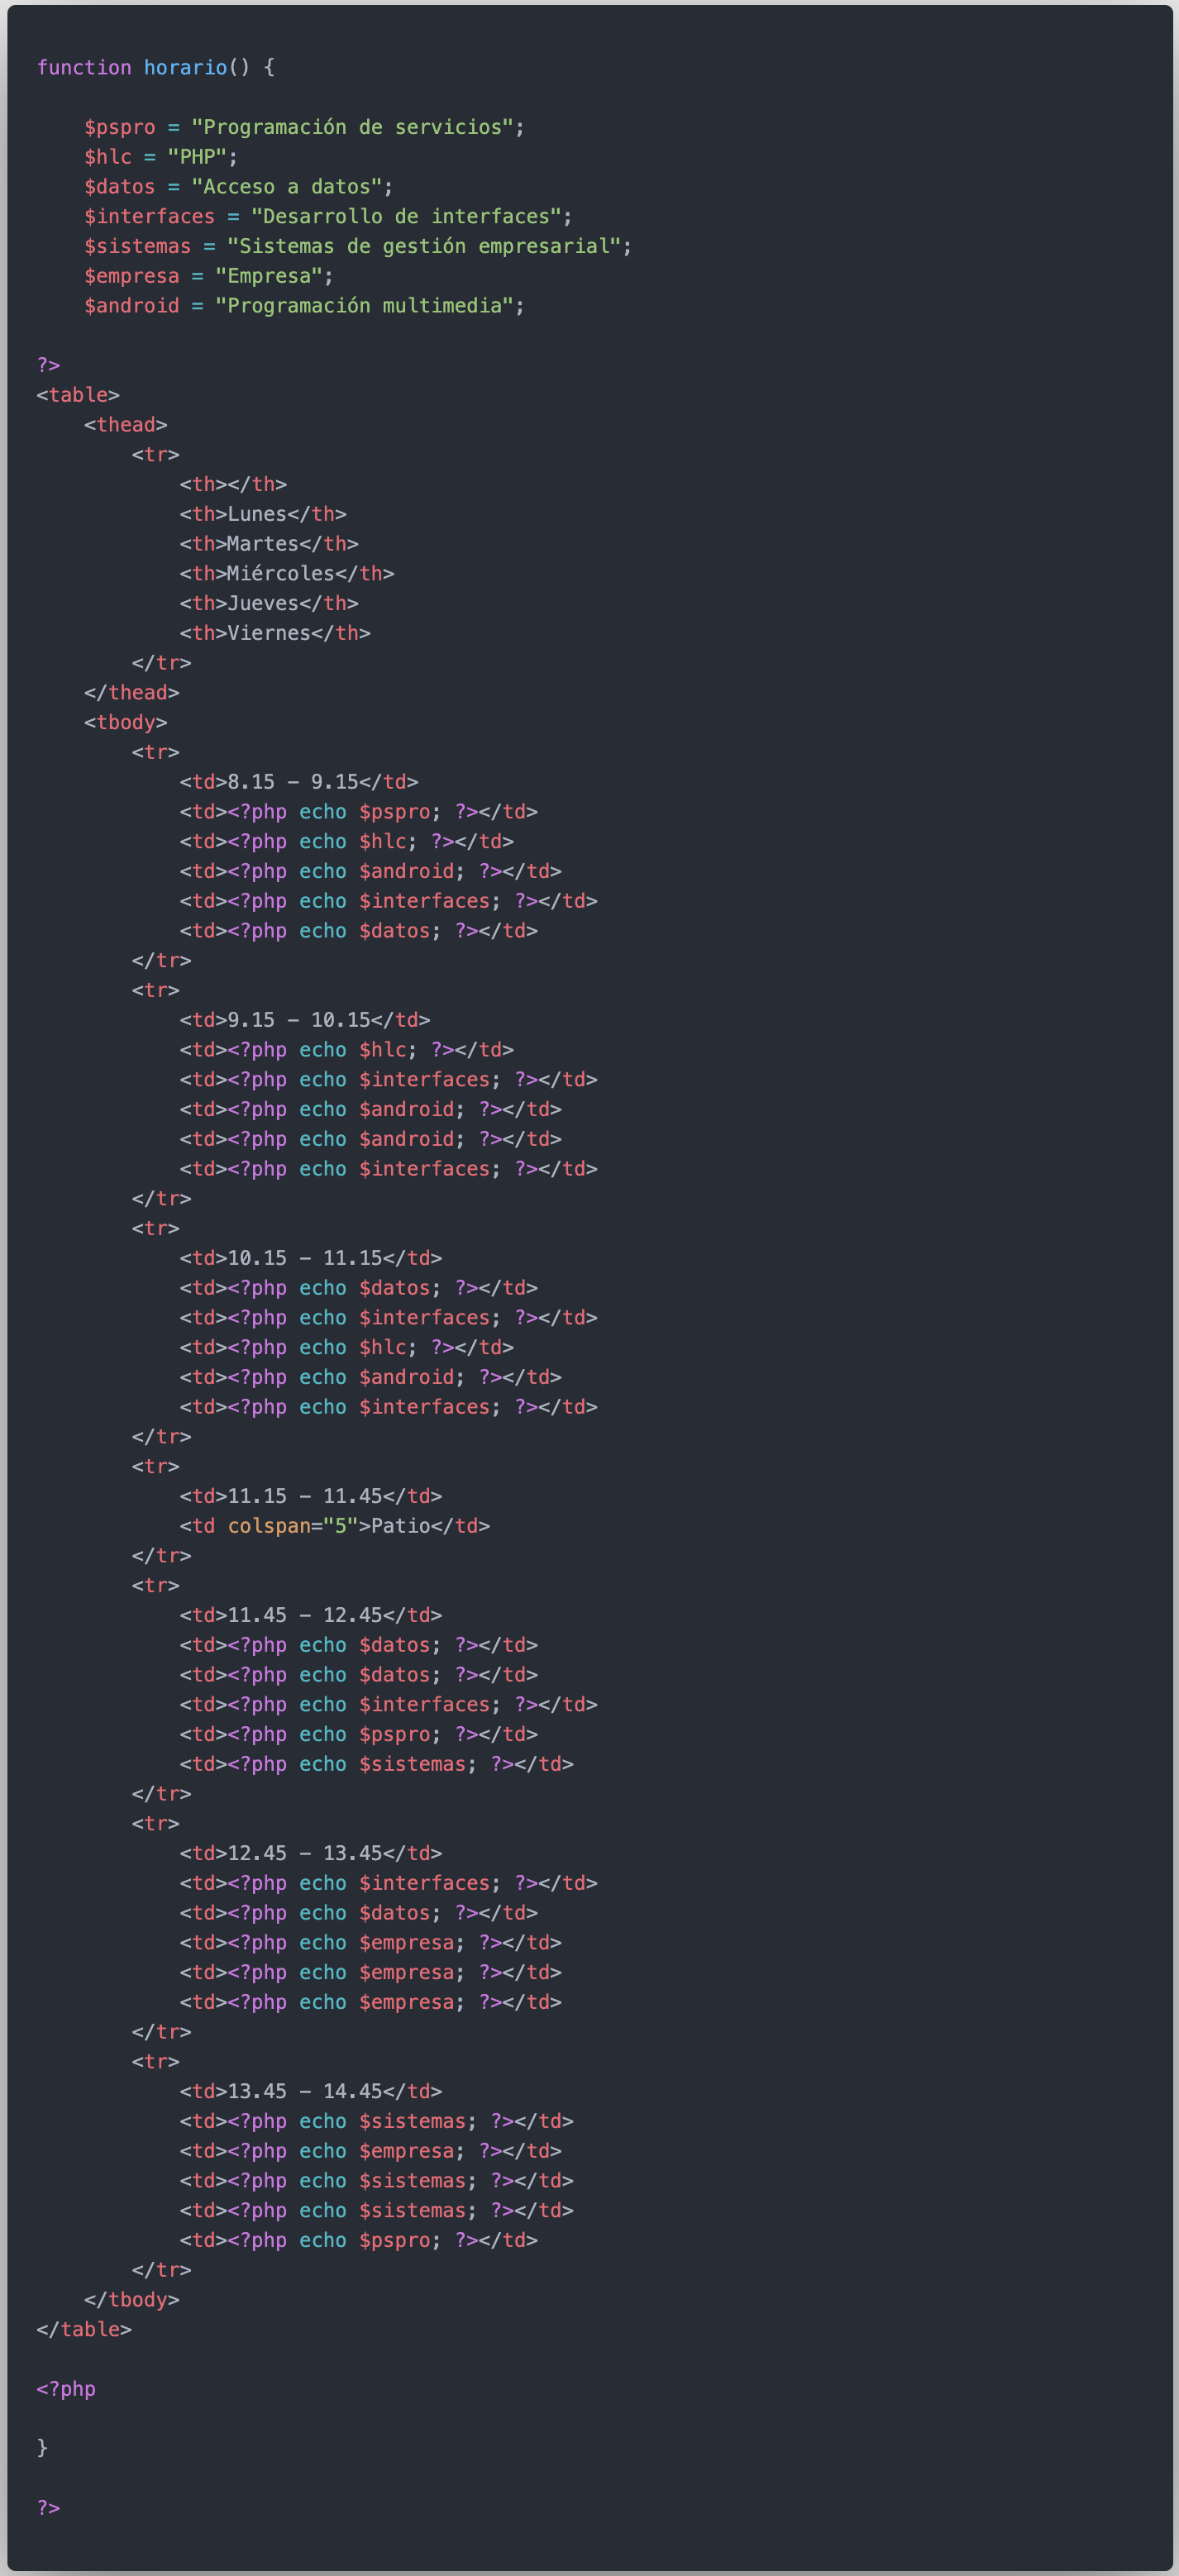 function horario() {
    $pspro = "Programación de servicios";
    $hlc = "PHP";
    $datos = "Acceso a datos";
    $interfaces = "Desarrollo de interfaces";
    $sistemas = "Sistemas de gestión empresarial";
    $empresa = "Empresa";
    $android = "Programación multimedia";
?>
<table>
    <thead>
        <tr>
            <th></th>
            <th>Lunes</th>
            <th>Martes</th>
            <th>Miércoles</th>
            <th>Jueves</th>
            <th>Viernes</th>
        </tr>
    </thead>
    <tbody>
        <tr>
            <td>8.15 - 9.15</td>
            <td><?php echo $pspro; ?></td>
            <td><?php echo $hlc; ?></td>
            <td><?php echo $android; ?></td>
            <td><?php echo $interfaces; ?></td>
            <td><?php echo $datos; ?></td>
        </tr>
        <tr>
            <td>9.15 - 10.15</td>
            <td><?php echo $hlc; ?></td>
            <td><?php echo $interfaces; ?></td>
            <td><?php echo $android; ?></td>
            <td><?php echo $android; ?></td>
            <td><?php echo $interfaces; ?></td>
        </tr>
        <tr>
            <td>10.15 - 11.15</td>
            <td><?php echo $datos; ?></td>
            <td><?php echo $interfaces; ?></td>
            <td><?php echo $hlc; ?></td>
            <td><?php echo $android; ?></td>
            <td><?php echo $interfaces; ?></td>
        </tr>
        <tr>
            <td>11.15 - 11.45</td>
            <td colspan="5">Patio</td>
        </tr>
        <tr>
            <td>11.45 - 12.45</td>
            <td><?php echo $datos; ?></td>
            <td><?php echo $datos; ?></td>
            <td><?php echo $interfaces; ?></td>
            <td><?php echo $pspro; ?></td>
            <td><?php echo $sistemas; ?></td>
        </tr>
        <tr>
            <td>12.45 - 13.45</td>
            <td><?php echo $interfaces; ?></td>
            <td><?php echo $datos; ?></td>
            <td><?php echo $empresa; ?></td>
            <td><?php echo $empresa; ?></td>
            <td><?php echo $empresa; ?></td>
        </tr>
        <tr>
            <td>13.45 - 14.45</td>
            <td><?php echo $sistemas; ?></td>
            <td><?php echo $empresa; ?></td>
            <td><?php echo $sistemas; ?></td>
            <td><?php echo $sistemas; ?></td>
            <td><?php echo $pspro; ?></td>
        </tr>
    </tbody>
</table>
<?php
}
?>